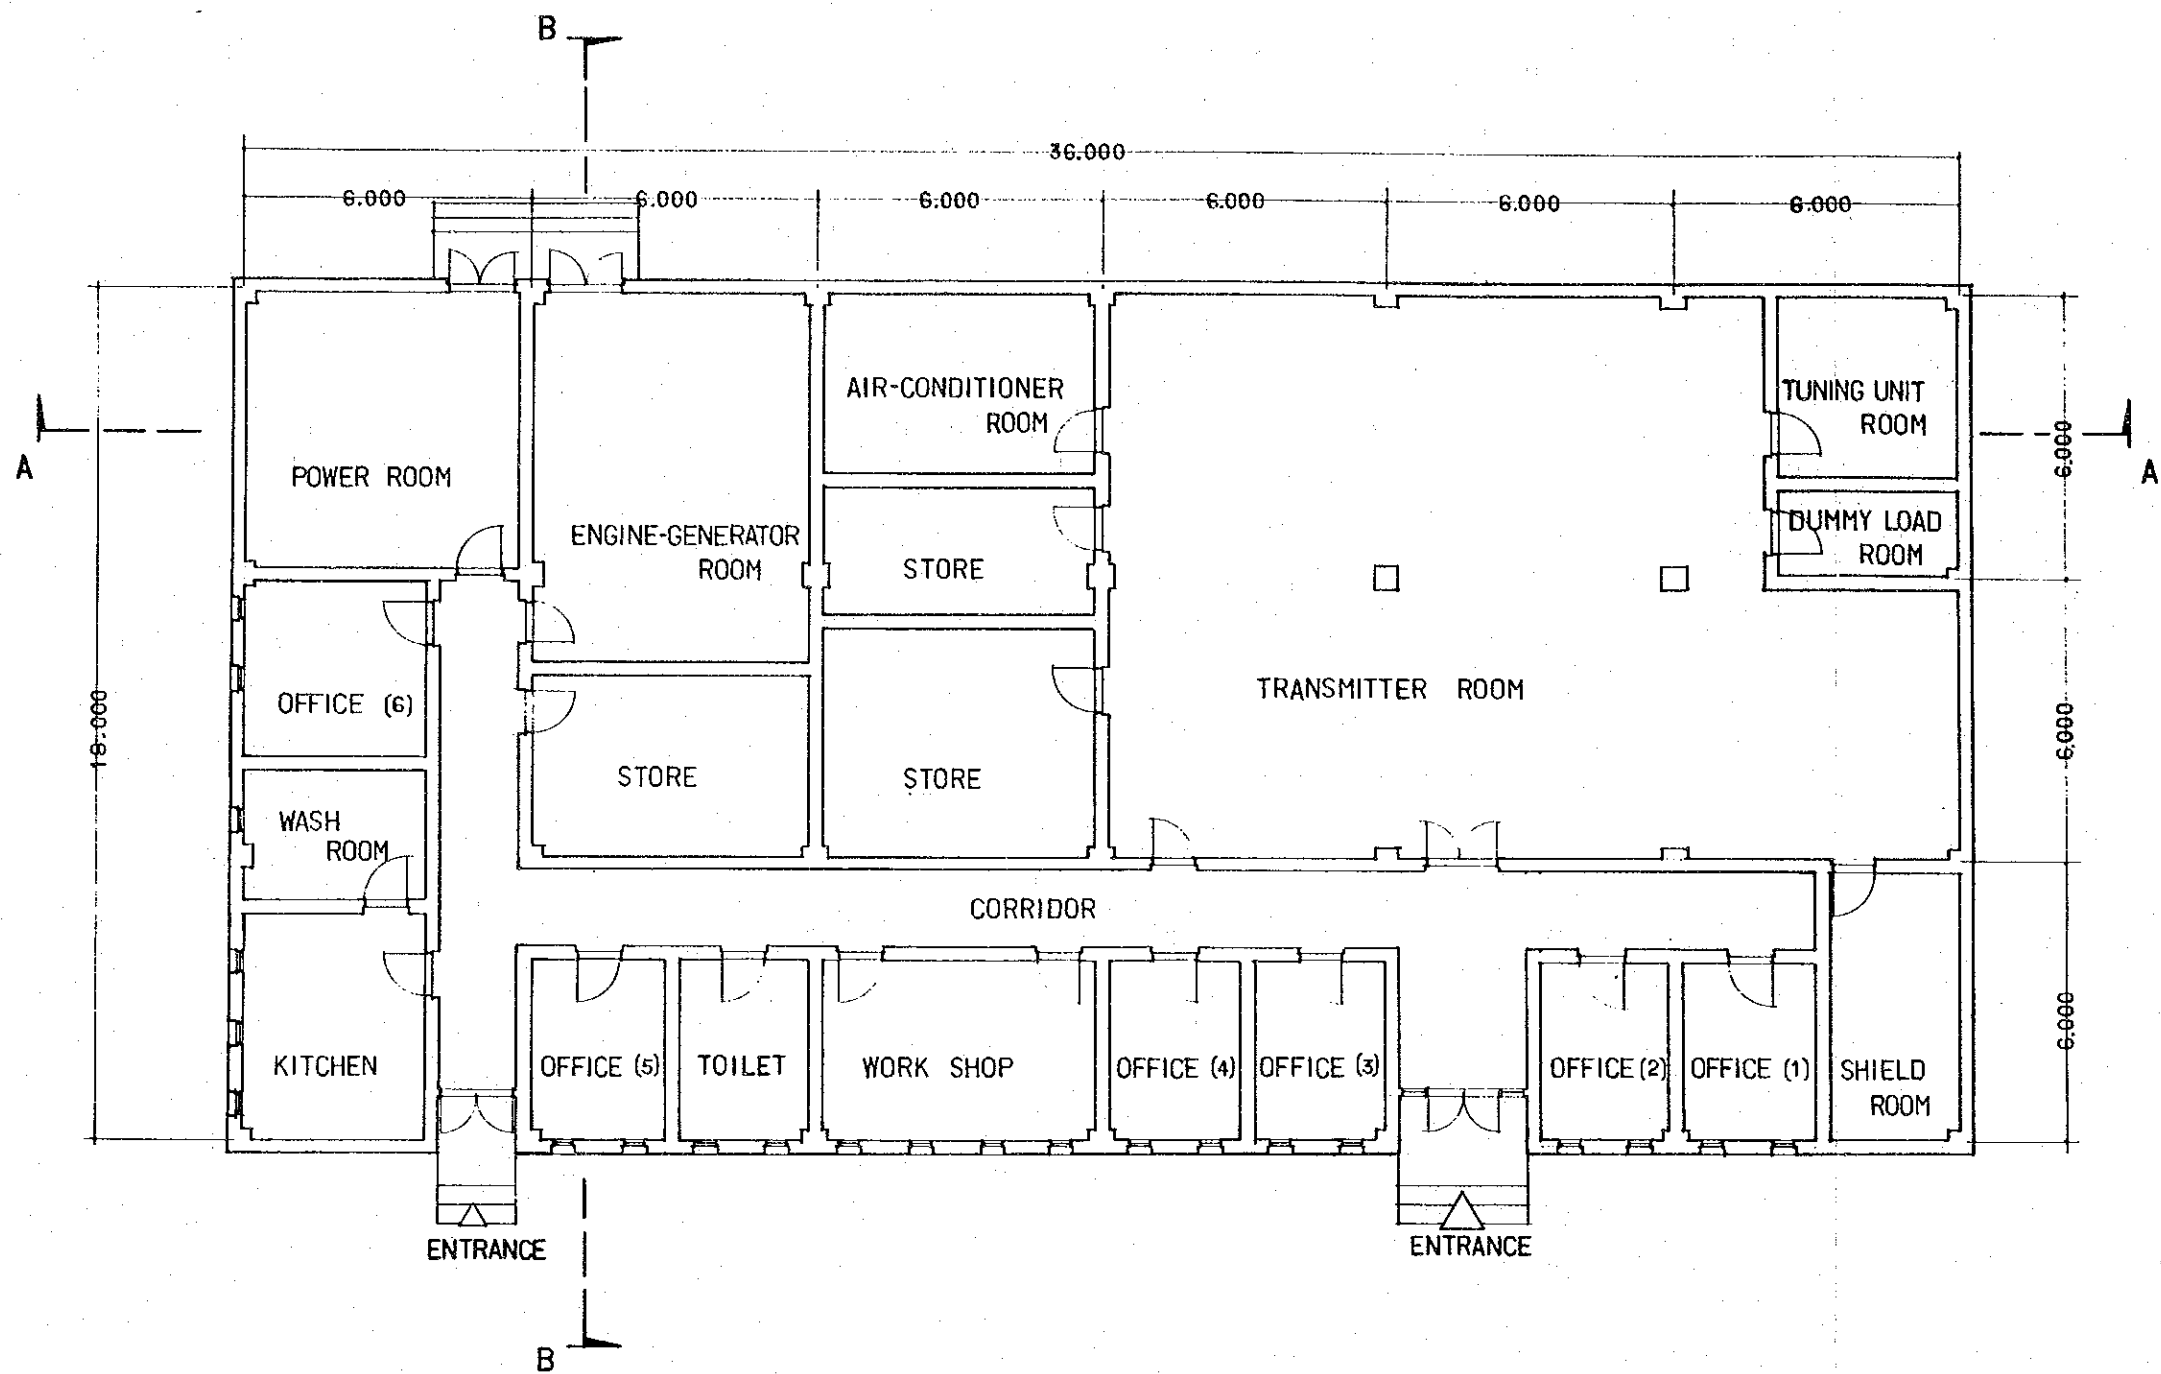 B
36.000
6.000 6.000 6.000 6.000 6.000 6.000
AIR-CONDITIONER
ROOM
TUNING UNIT
ROOM
6.000
A
A
POWER ROOM
ENGINE-GENERATOR
ROOM
STORE
DUMMY LOAD
ROOM
OFFICE (6)
TRANSMITTER ROOM
18.000
6.000
STORE
STORE
WASH
ROOM
CORRIDOR
6.000
KITCHEN
OFFICE (5)
TOILET
WORK SHOP
OFFICE (4)
OFFICE (3)
OFFICE (2)
OFFICE (1)
SHIELD
ROOM
ENTRANCE
ENTRANCE
B